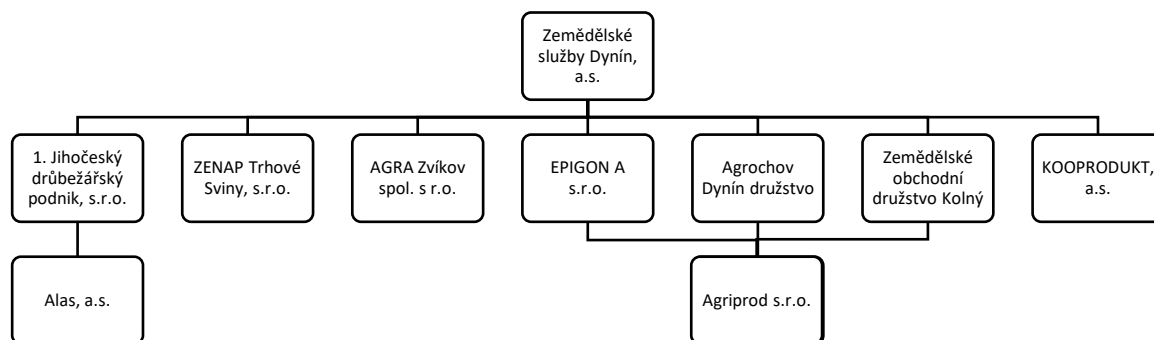 Zemědělské
služby Dynín,
a.s.
1. Jihočeský
drůbežářský
podnik, s.r.o.
ZENAP Trhové
Sviny, s.r.o.
AGRA Zvíkov
spol. s r.o.
EPIGON A
s.r.o.
Agrochov
Dynín družstvo
Zemědělské
obchodní
družstvo Kolný
KOOPRODUKT,
a.s.
Alas, a.s.
Agriprod s.r.o.